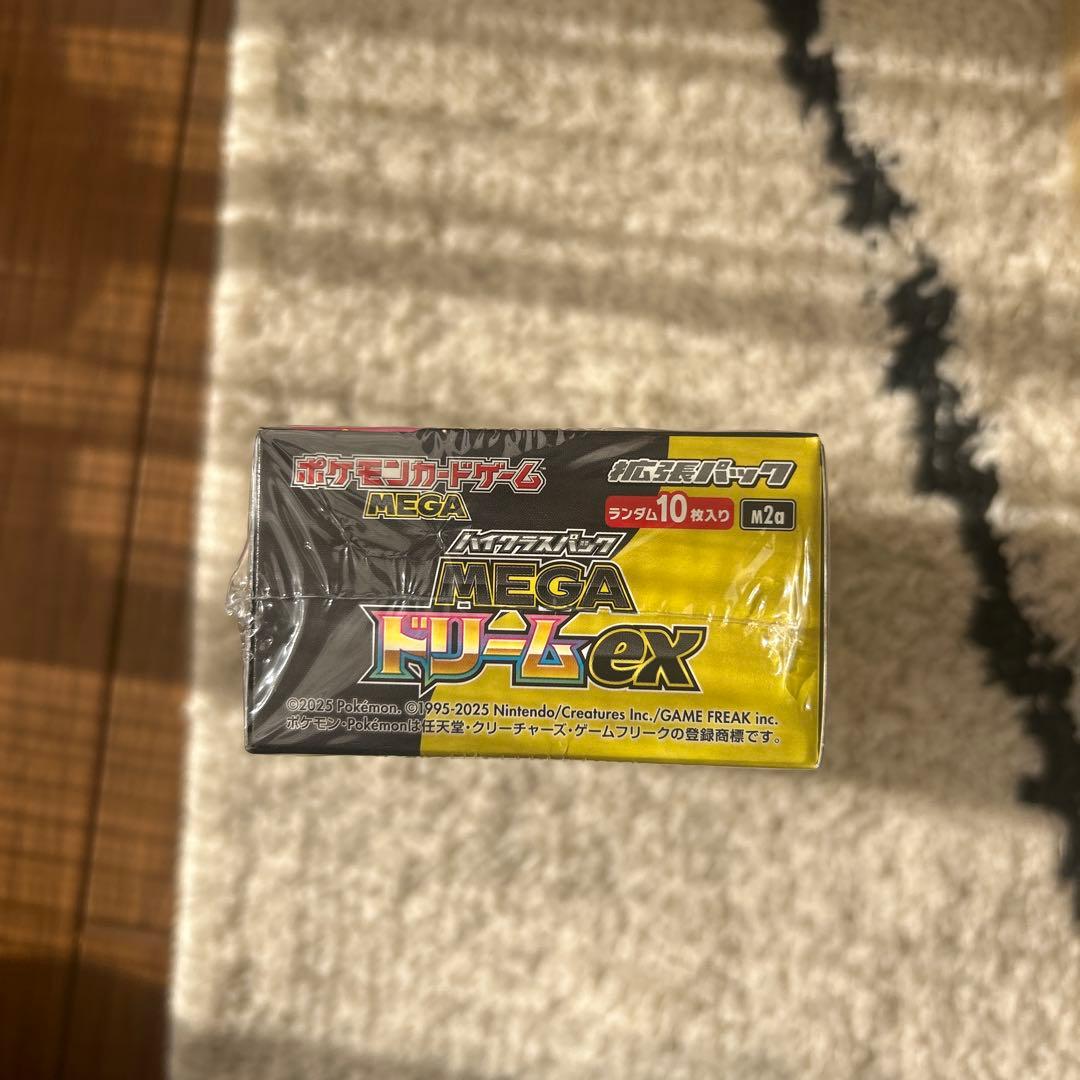 ポケモンカードゲーム
MEGA
拡張パック
ランダム10枚入り M2a
ハイクラスパック
MEGA
ドリームex
©2025 Pokémon. ©1995-2025 Nintendo/Creatures Inc./GAME FREAK inc.
ポケモン・Pokémonは任天堂・クリーチャーズ・ゲームフリークの登録商標です。